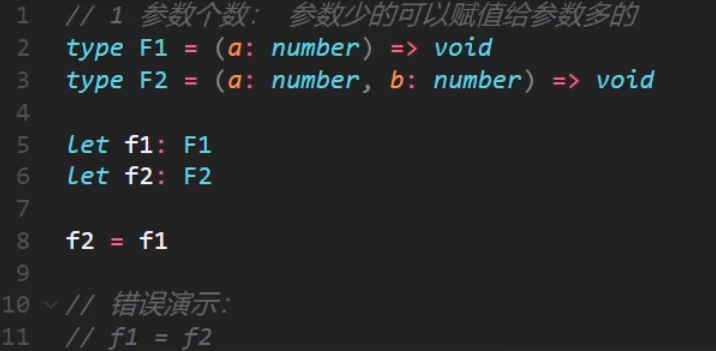 1 // 1 参数个数： 参数少的可以赋值给参数多的
2 type F1 = (a: number) => void
3 type F2 = (a: number, b: number) => void
4
5 let f1: F1
6 let f2: F2
7
8 f2 = f1
9
10 // 错误演示：
11 // f1 = f2